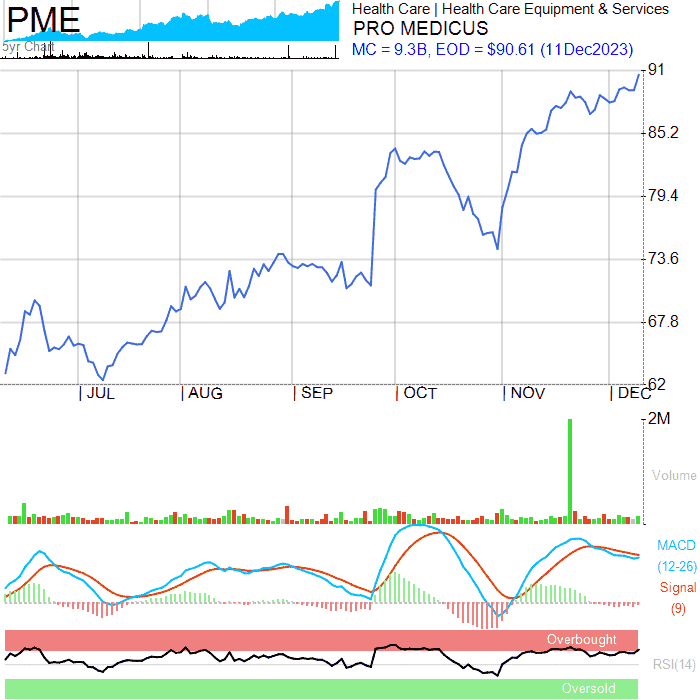 PME
5yr Chart
Health Care | Health Care Equipment & Services
PRO MEDICUS
MC = 9.3B, EOD = $90.61 (11Dec2023)
91
85.2
79.4
73.6
67.8
62
JUL
AUG
SEP
OCT
NOV
DEC
2M
Volume
MACD
(12-26)
Signal
(9)
Overbought
RSI(14)
Oversold